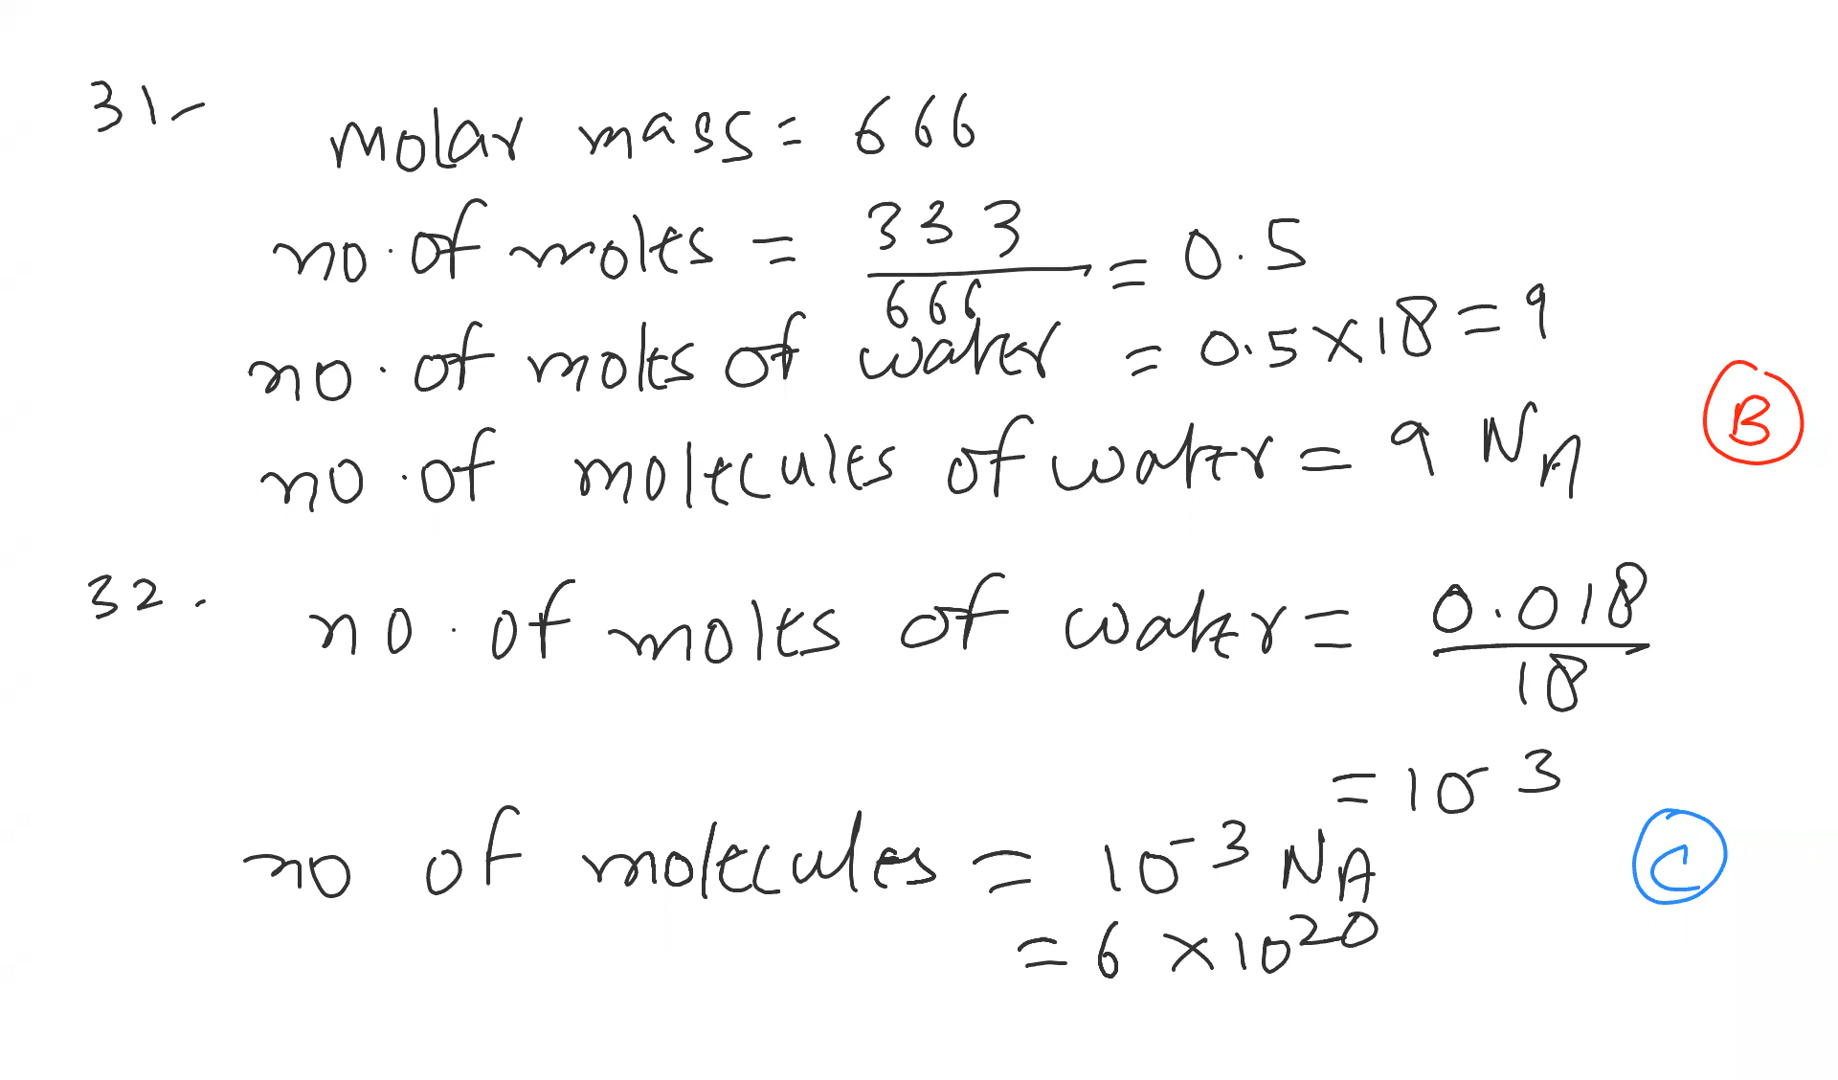 31-
molar mass = 666
no. of moles = 333/666 = 0.5
no. of moles of water = 0.5 × 18 = 9
no. of molecules of water = 9 NA
B
32.
no. of moles of water = 0.018/18
= 10-3
no of molecules = 10-3 NA
C
= 6 × 10^20